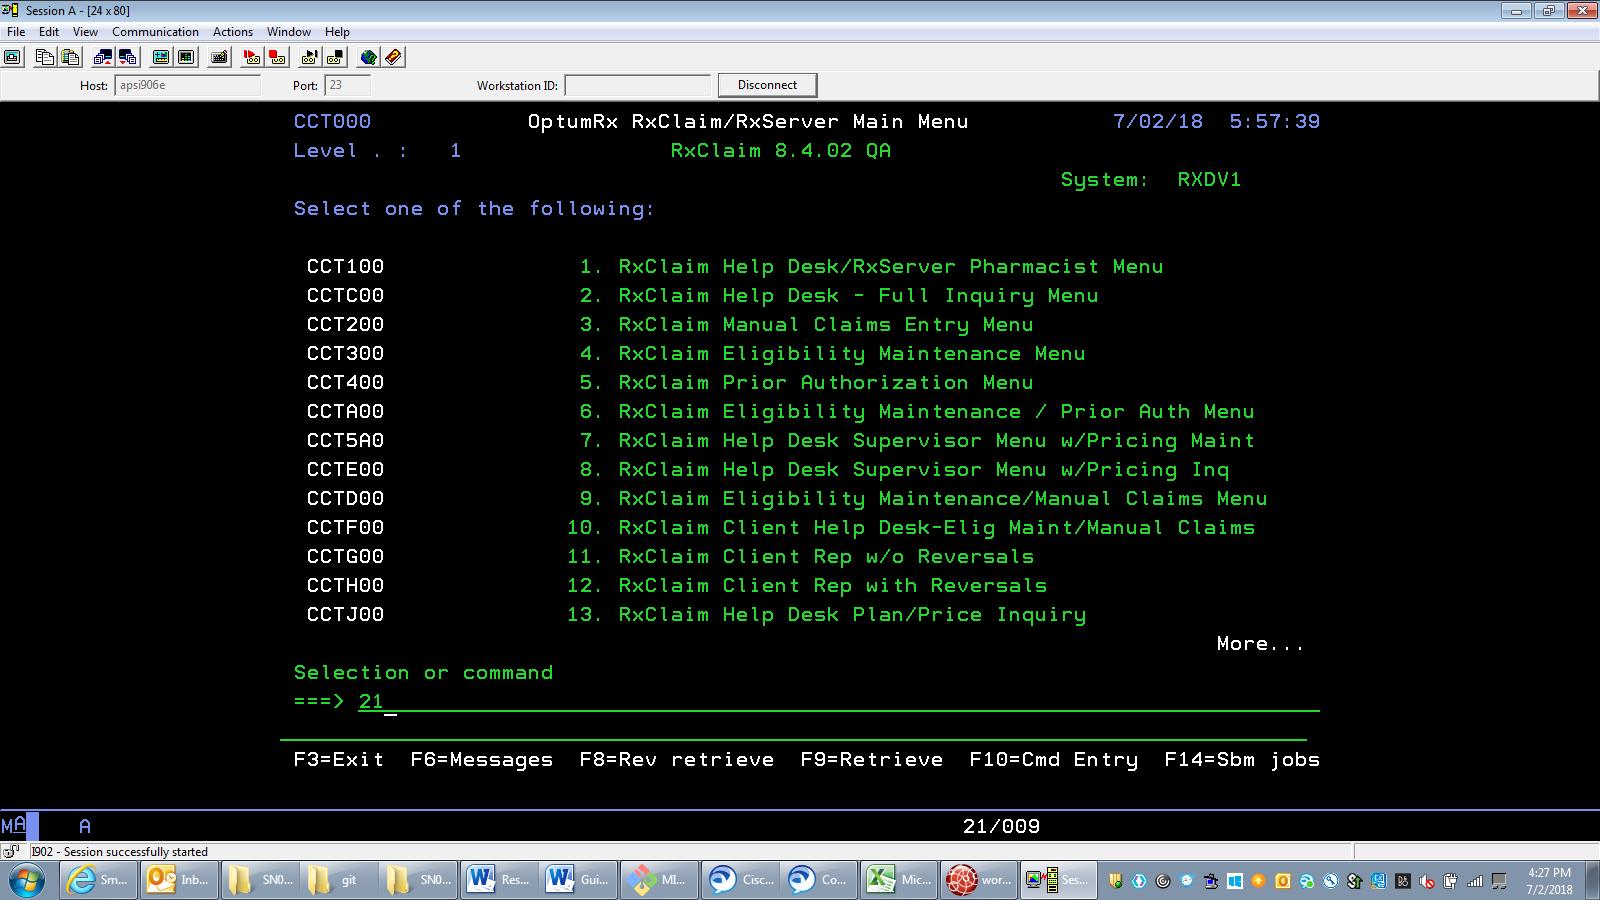 Session A - [24 x 80]
File Edit View Communication Actions Window Help
Host: apsi906e Port: 23 Workstation ID: Disconnect
CCT000 OptumRx RxClaim/RxServer Main Menu 7/02/18 5:57:39
Level . : 1 RxClaim 8.4.02 QA
System: RXDV1
Select one of the following:
CCT100 1. RxClaim Help Desk/RxServer Pharmacist Menu
CCTC00 2. RxClaim Help Desk - Full Inquiry Menu
CCT200 3. RxClaim Manual Claims Entry Menu
CCT300 4. RxClaim Eligibility Maintenance Menu
CCT400 5. RxClaim Prior Authorization Menu
CCTA00 6. RxClaim Eligibility Maintenance / Prior Auth Menu
CCT5A0 7. RxClaim Help Desk Supervisor Menu w/Pricing Maint
CCTE00 8. RxClaim Help Desk Supervisor Menu w/Pricing Inq
CCTD00 9. RxClaim Eligibility Maintenance/Manual Claims Menu
CCTF00 10. RxClaim Client Help Desk-Elig Maint/Manual Claims
CCTG00 11. RxClaim Client Rep w/o Reversals
CCTH00 12. RxClaim Client Rep with Reversals
CCTJ00 13. RxClaim Help Desk Plan/Price Inquiry
More...
Selection or command
===> 21
F3=Exit F6=Messages F8=Rev retrieve F9=Retrieve F10=Cmd Entry F14=Sbm jobs
MA A 21/009
I902 - Session successfully started
Sm... Inb... SN0... git SN0... Res... Gui... MI... Cisc... Co... Mic... wor... Ses... 4:27 PM
7/2/2018